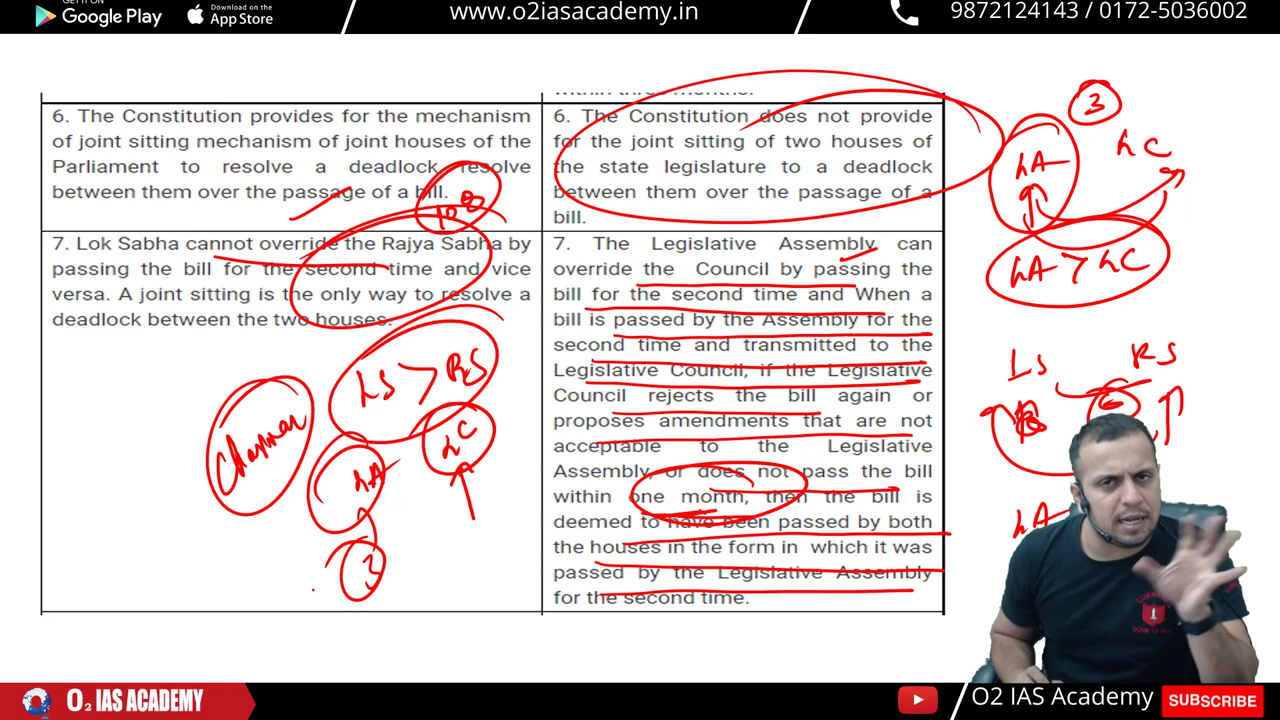 GET IT ON
Google Play
Download on the
App Store
www.o2iasacademy.in
9872124143 / 0172-5036002
within three months.
6. The Constitution provides for the mechanism
of joint sitting mechanism of joint houses of the
Parliament to resolve a deadlock resolve
between them over the passage of a bill.
108
6. The Constitution does not provide
for the joint sitting of two houses of
the state legislature to a deadlock
between them over the passage of a
bill.
3
LA
LC
LA > LC
7. Lok Sabha cannot override the Rajya Sabha by
passing the bill for the second time and vice
versa. A joint sitting is the only way to resolve a
deadlock between the two houses.
LS > RS
LA
LC
3
7. The Legislative Assembly can
override the Council by passing the
bill for the second time and When a
bill is passed by the Assembly for the
second time and transmitted to the
Legislative Council, if the Legislative
Council rejects the bill again or
proposes amendments that are not
acceptable to the Legislative
Assembly, or does not pass the bill
within one month, then the bill is
deemed to have been passed by both
the houses in the form in which it was
passed by the Legislative Assembly
for the second time.
LS
RS
6
LA
O2 IAS ACADEMY
O2 IAS Academy
SUBSCRIBE